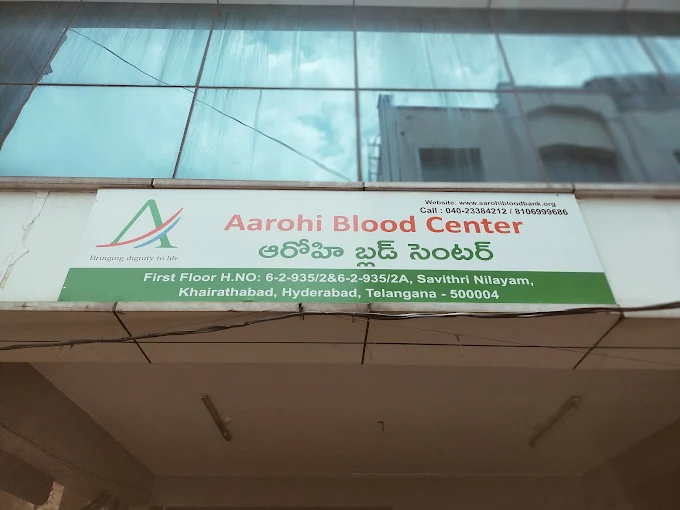 Website: www.aarohibloodbank.org
Call : 040-23384212 / 8106999686
Aarohi Blood Center
ఆరోహి బ్లడ్ సెంటర్
Bringing dignity to life
First Floor H.NO: 6-2-935/2&6-2-935/2A, Savithri Nilayam,
Khairathabad, Hyderabad, Telangana - 500004